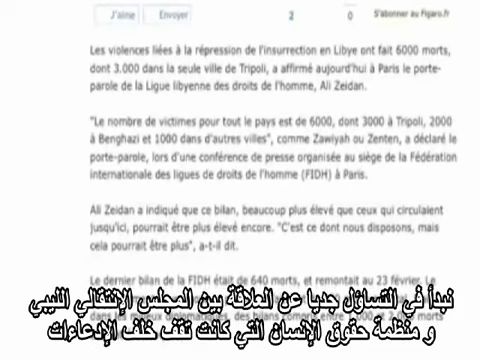 J'aime
Envoyer
2
0
S'abonner au Figaro.fr
Les violences liées à la répression de l'insurrection en Libye ont fait 6000 morts,
dont 3.000 dans la seule ville de Tripoli, a affirmé aujourd'hui à Paris le porte-
parole de la Ligue libyenne des droits de l'homme, Ali Zeidan.
"Le nombre de victimes pour tout le pays est de 6000, dont 3000 à Tripoli, 2000
à Benghazi et 1000 dans d'autres villes", comme Zawiyah ou Zenten, a déclaré le
porte-parole, lors d'une conférence de presse organisée au siège de la Fédération
internationale des ligues de droits de l'homme (FIDH) à Paris.
Ali Zeidan a indiqué que ce bilan, beaucoup plus élevé que ceux qui circulaient
jusqu'ici, pourrait être plus élevé encore. "C'est ce dont nous disposons, mais
cela pourrait être plus", a-t-il dit.
Le dernier bilan de la FIDH était de 640 morts, et remontait au 23 février. Le
نبدأ في التساؤل جديا عن العلاقة بين المجلس الإنتقالي الليبي
و منظمة حقوق الإنسان التي كانت تقف خلف الإدعاءات